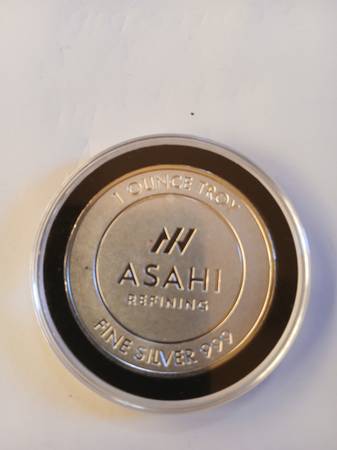 1 OUNCE TROY
ASAHI
REFINING
FINE SILVER 999